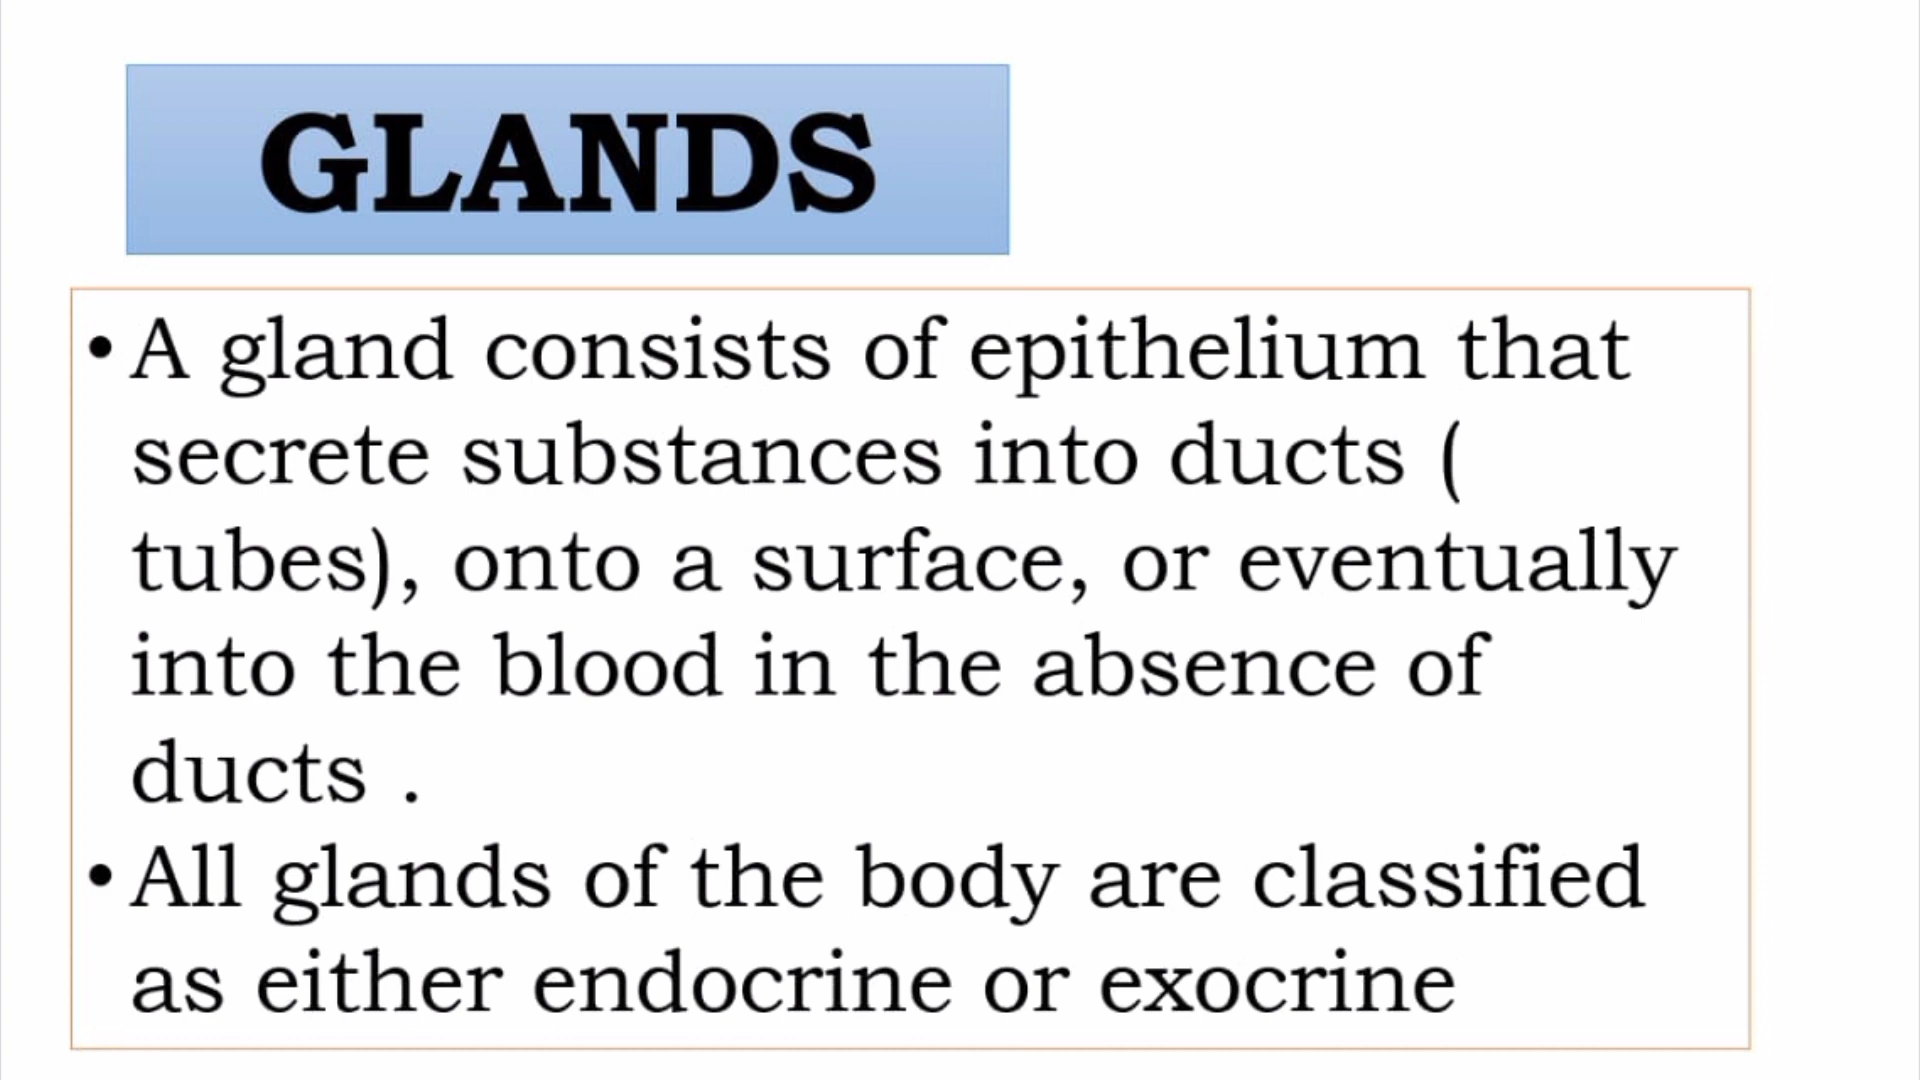 GLANDS
• A gland consists of epithelium that
secrete substances into ducts (
tubes), onto a surface, or eventually
into the blood in the absence of
ducts .
• All glands of the body are classified
as either endocrine or exocrine